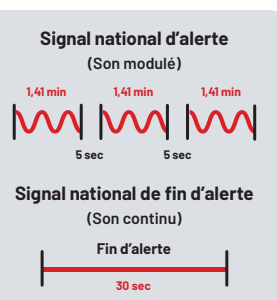 Signal national d’alerte
(Son modulé)
1,41 min 1,41 min 1,41 min
5 sec 5 sec
Signal national de fin d’alerte
(Son continu)
Fin d’alerte
30 sec